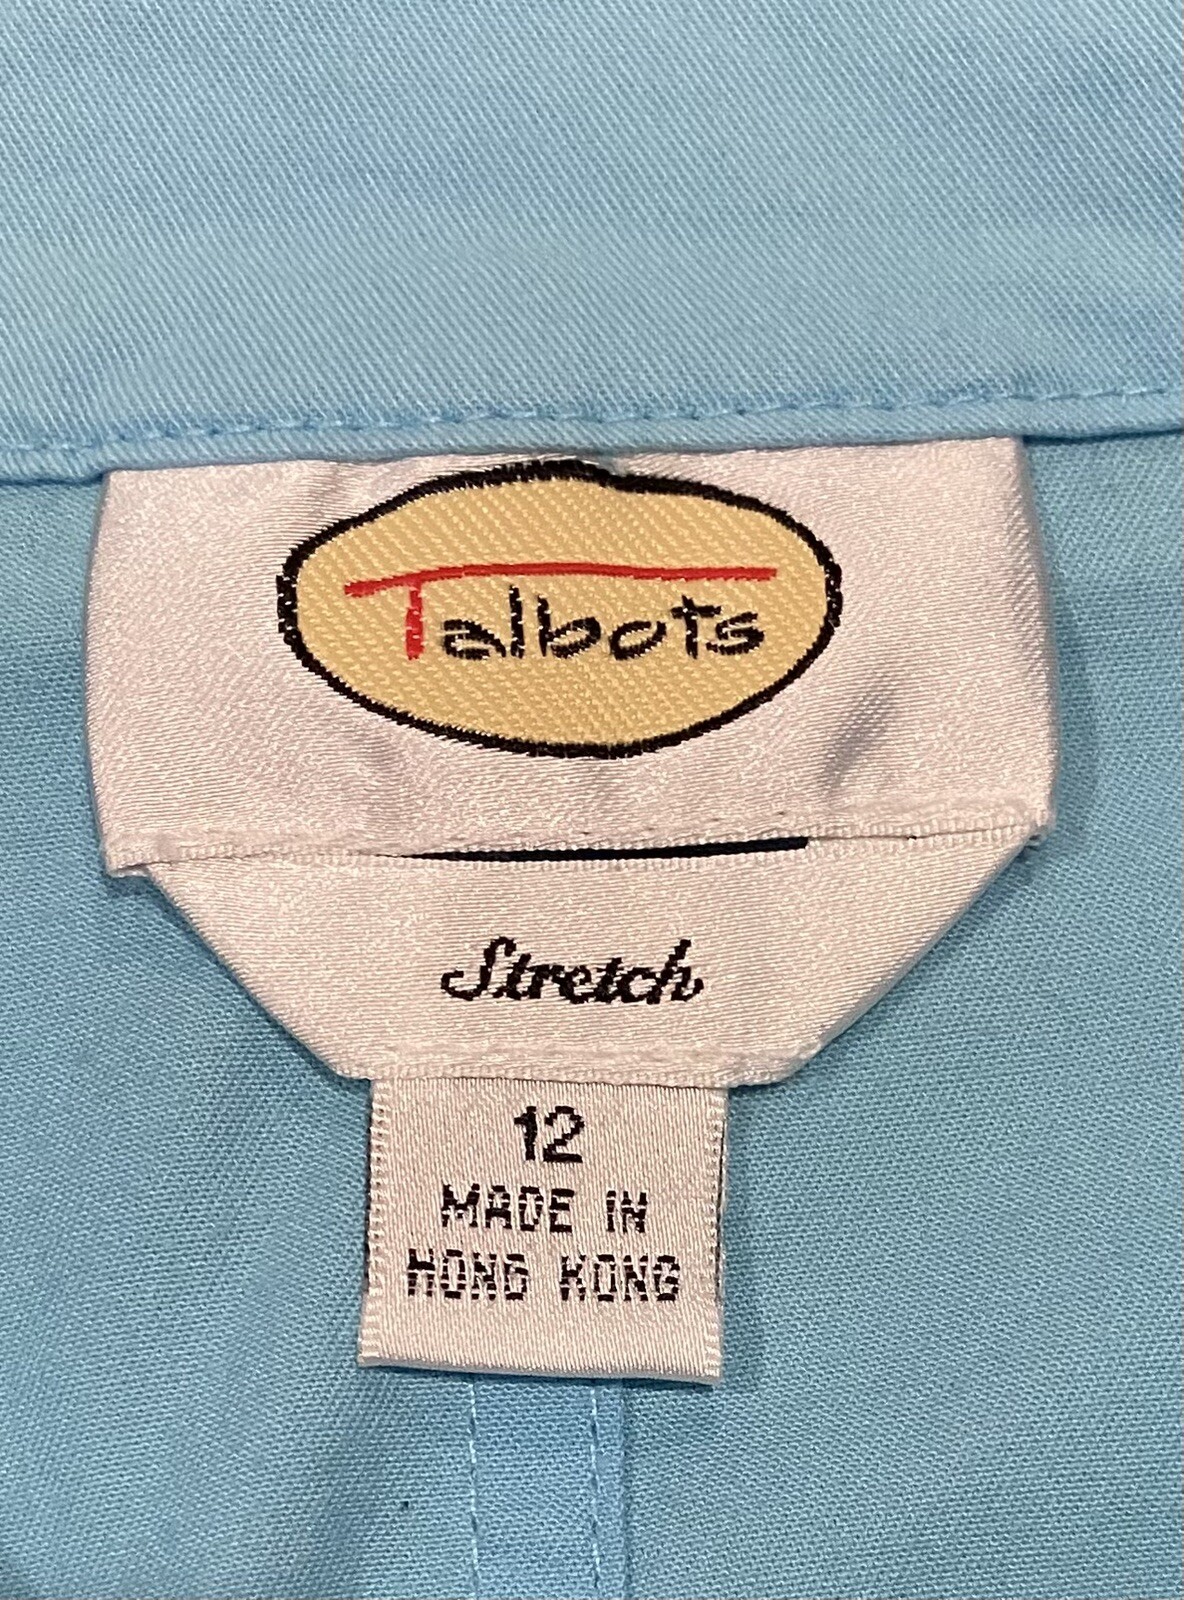 Talbots
Stretch
12
MADE IN
HONG KONG